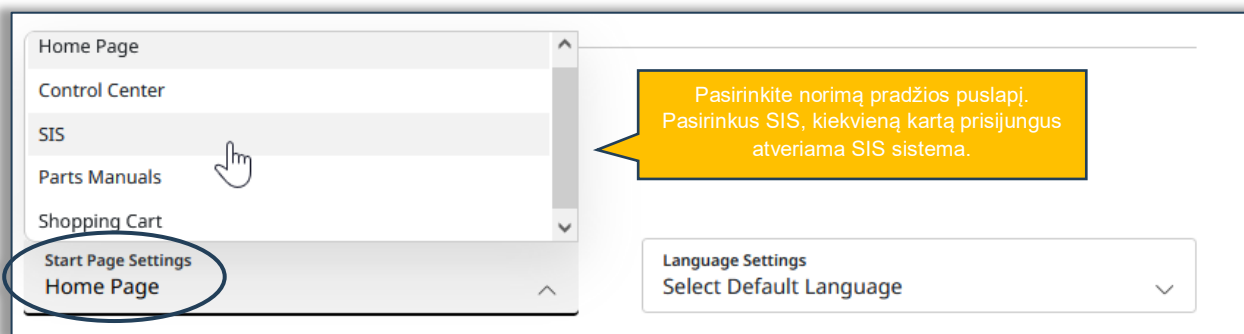 Home Page
Control Center
SIS
Parts Manuals
Shopping Cart
Pasirinkite norimą pradžios puslapį.
Pasirinkus SIS, kiekvieną kartą prisijungus
atveriama SIS sistema.
Start Page Settings
Home Page
Language Settings
Select Default Language